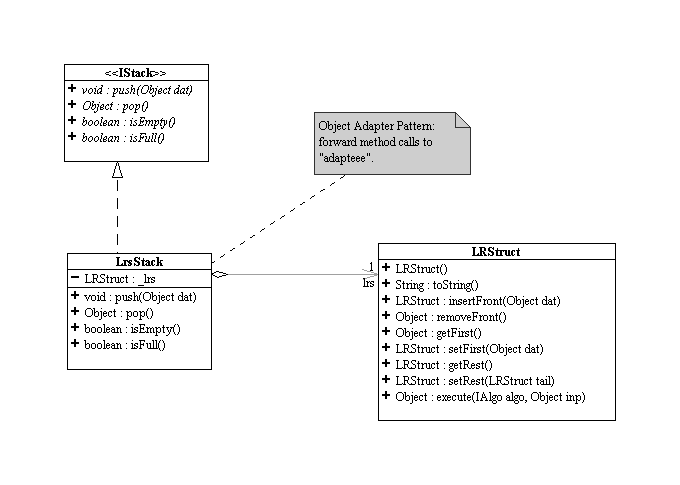 <<IStack>>
+ void : push(Object dat)
+ Object : pop()
+ boolean : isEmpty()
+ boolean : isFull()
Object Adapter Pattern:
forward method calls to
"adapteee".
LrsStack
− LRStruct : _lrs
+ void : push(Object dat)
+ Object : pop()
+ boolean : isEmpty()
+ boolean : isFull()
1
lrs
LRStruct
+ LRStruct()
+ String : toString()
+ LRStruct : insertFront(Object dat)
+ Object : removeFront()
+ Object : getFirst()
+ LRStruct : setFirst(Object dat)
+ LRStruct : getRest()
+ LRStruct : setRest(LRStruct tail)
+ Object : execute(IAlgo algo, Object inp)